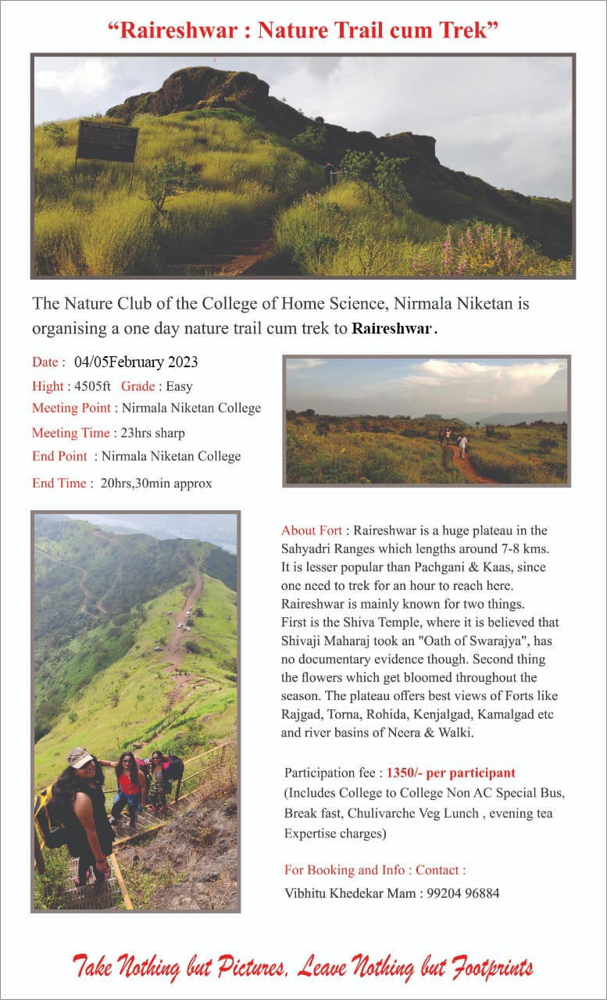 “Raireshwar : Nature Trail cum Trek”
The Nature Club of the College of Home Science, Nirmala Niketan is
organising a one day nature trail cum trek to Raireshwar.
Date : 04/05February 2023
Hight : 4505ft Grade : Easy
Meeting Point : Nirmala Niketan College
Meeting Time : 23hrs sharp
End Point : Nirmala Niketan College
End Time : 20hrs,30min approx
About Fort : Raireshwar is a huge plateau in the
Sahyadri Ranges which lengths around 7-8 kms.
It is lesser popular than Pachgani & Kaas, since
one need to trek for an hour to reach here.
Raireshwar is mainly known for two things.
First is the Shiva Temple, where it is believed that
Shivaji Maharaj took an "Oath of Swarajya", has
no documentary evidence though. Second thing
the flowers which get bloomed throughout the
season. The plateau offers best views of Forts like
Rajgad, Torna, Rohida, Kenjalgad, Kamalgad etc
and river basins of Neera & Walki.
Participation fee : 1350/- per participant
(Includes College to College Non AC Special Bus,
Break fast, Chulivarche Veg Lunch , evening tea
Expertise charges)
For Booking and Info : Contact :
Vibhitu Khedekar Mam : 99204 96884
Take Nothing but Pictures, Leave Nothing but Footprints